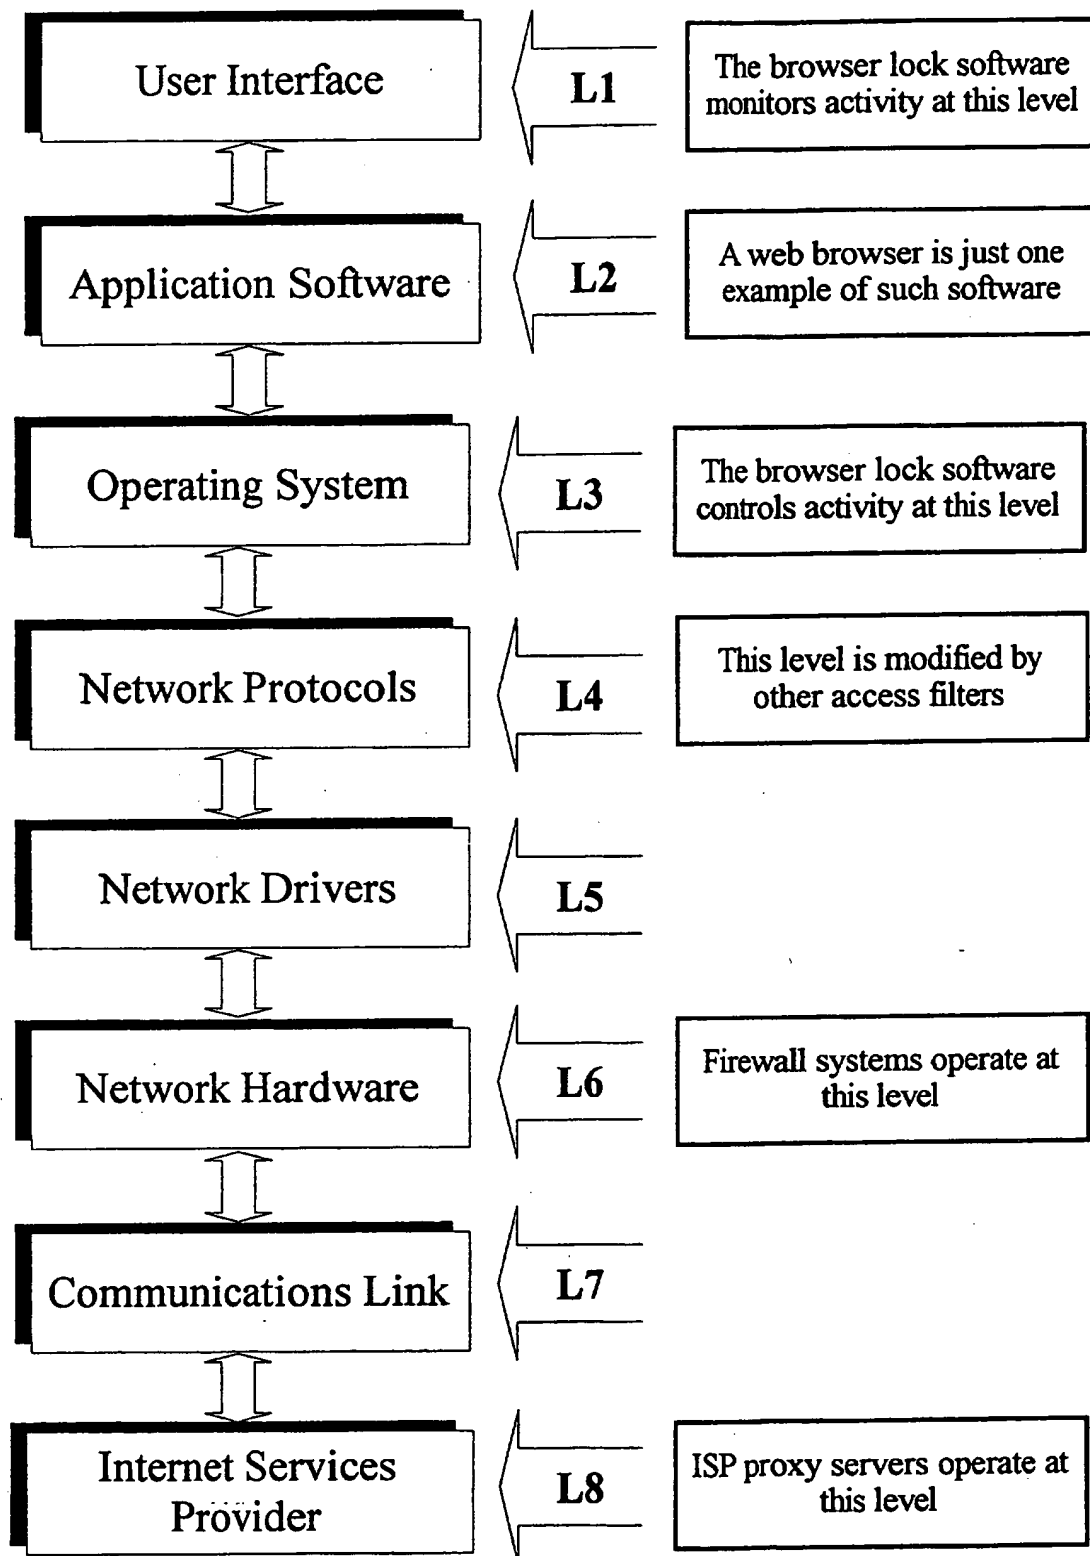 User Interface
L1
The browser lock software
monitors activity at this level
Application Software
L2
A web browser is just one
example of such software
Operating System
L3
The browser lock software
controls activity at this level
Network Protocols
L4
This level is modified by
other access filters
Network Drivers
L5
Network Hardware
L6
Firewall systems operate at
this level
Communications Link
L7
Internet Services
Provider
L8
ISP proxy servers operate at
this level